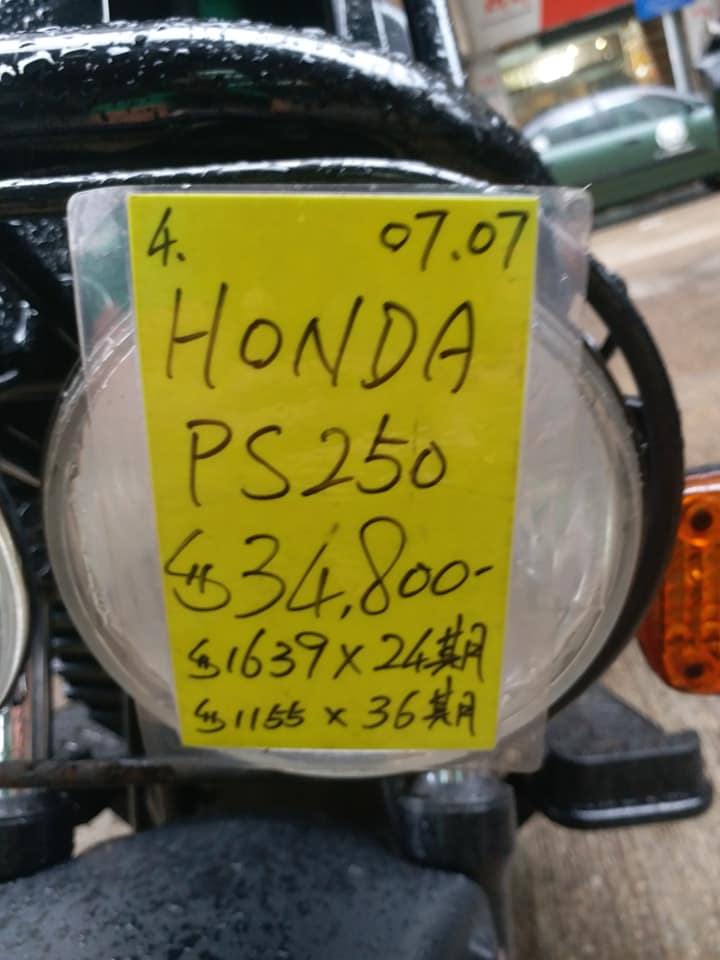 4. 07.07
HONDA
PS250
$34,800-
$1639 x 24期
$1155 x 36期